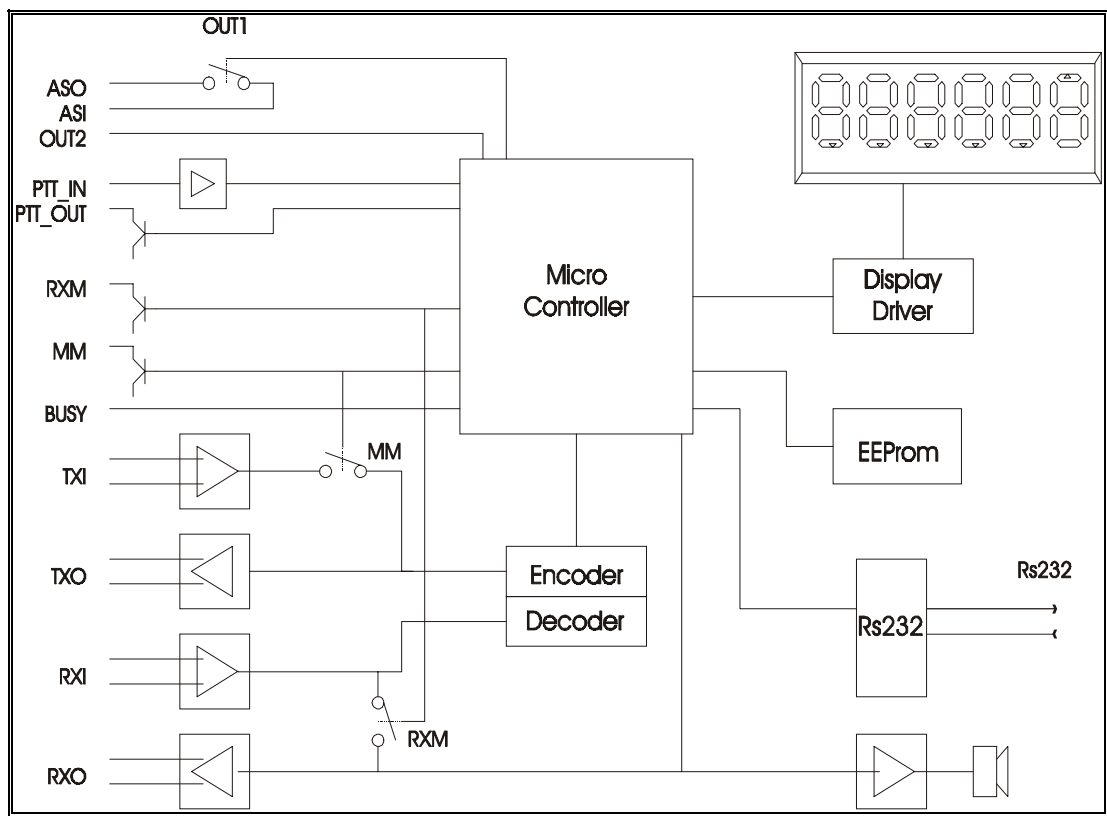 OUT1
ASO
ASI
OUT2
PTT_IN
PTT_OUT
RXM
MM
BUSY
TXI
TXO
RXI
RXO
MM
RXM
Micro
Controller
Encoder
Decoder
Display
Driver
EEProm
Rs232
Rs232